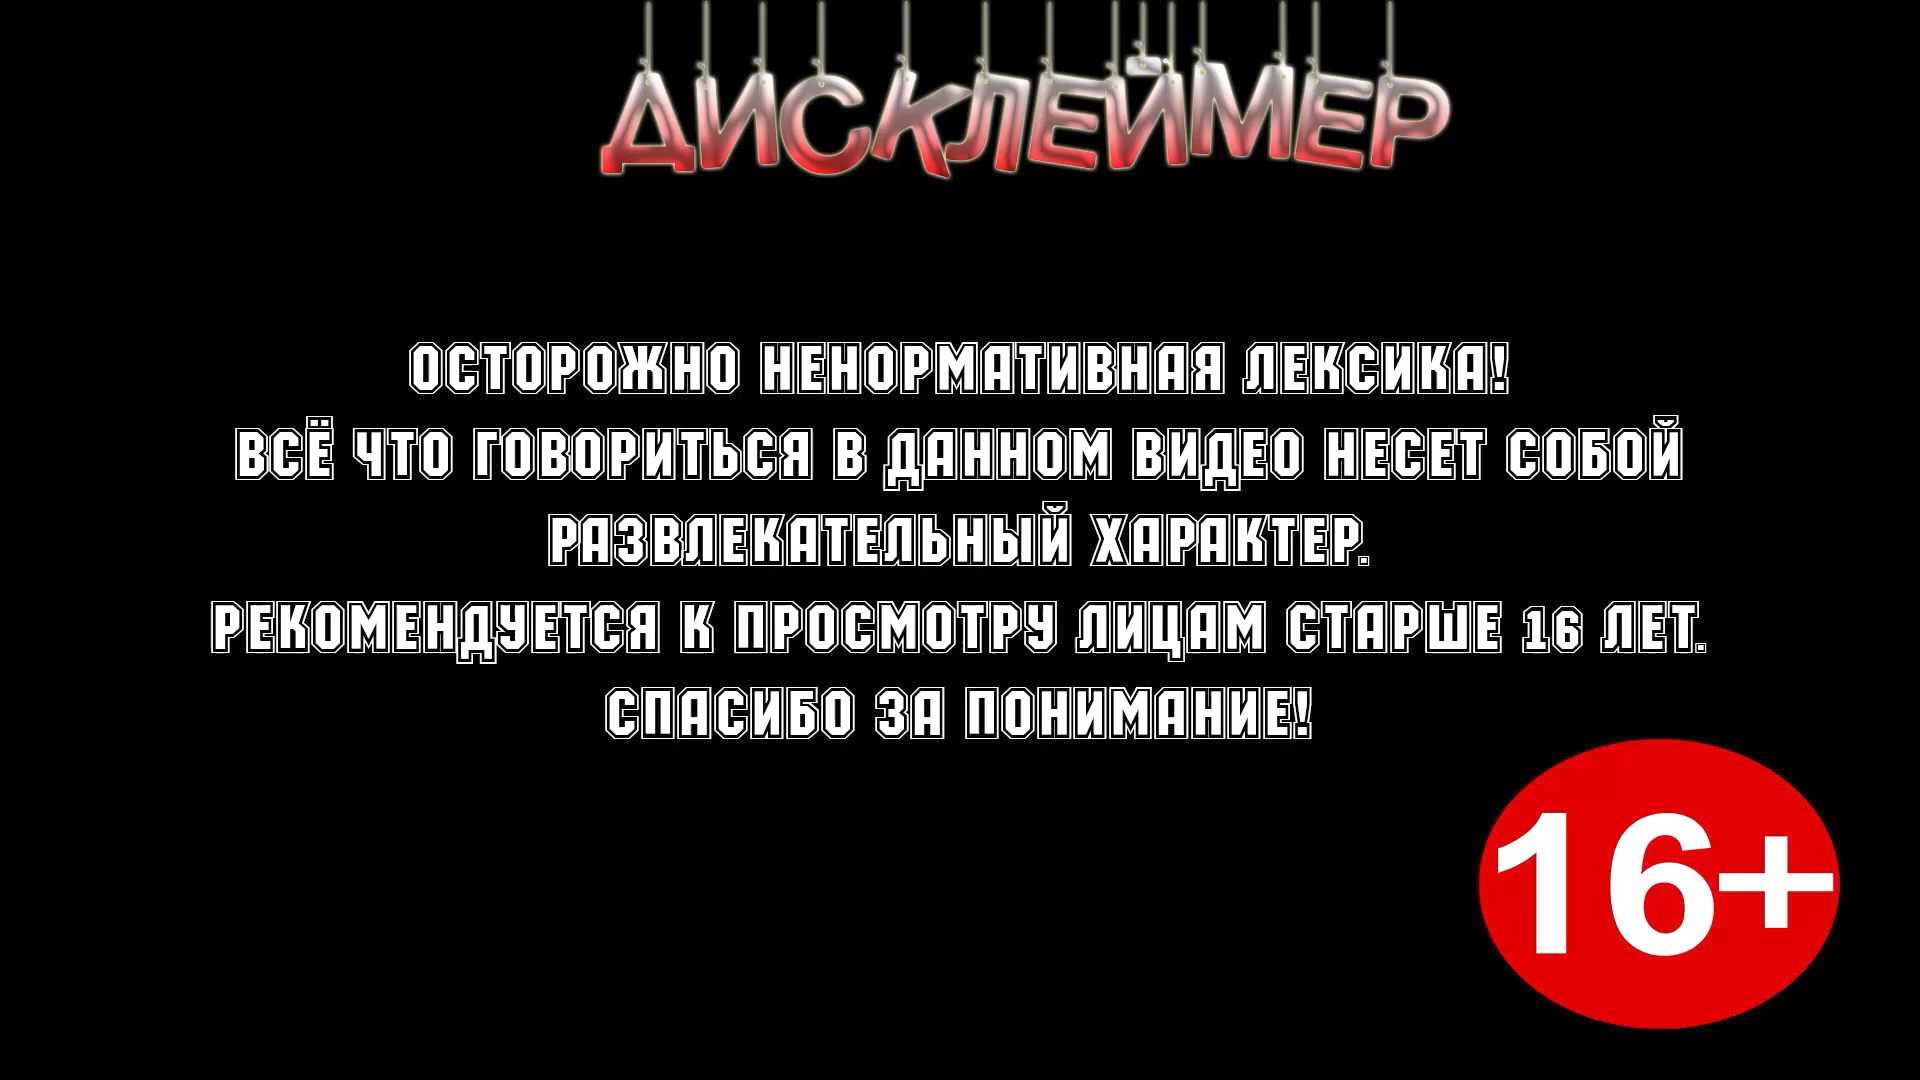 ДИСКЛЕЙМЕР
ОСТОРОЖНО НЕНОРМАТИВНАЯ ЛЕКСИКА!
ВСЁ ЧТО ГОВОРИТЬСЯ В ДАННОМ ВИДЕО НЕСЕТ СОБОЙ
РАЗВЛЕКАТЕЛЬНЫЙ ХАРАКТЕР.
РЕКОМЕНДУЕТСЯ К ПРОСМОТРУ ЛИЦАМ СТАРШЕ 16 ЛЕТ.
СПАСИБО ЗА ПОНИМАНИЕ!
16+